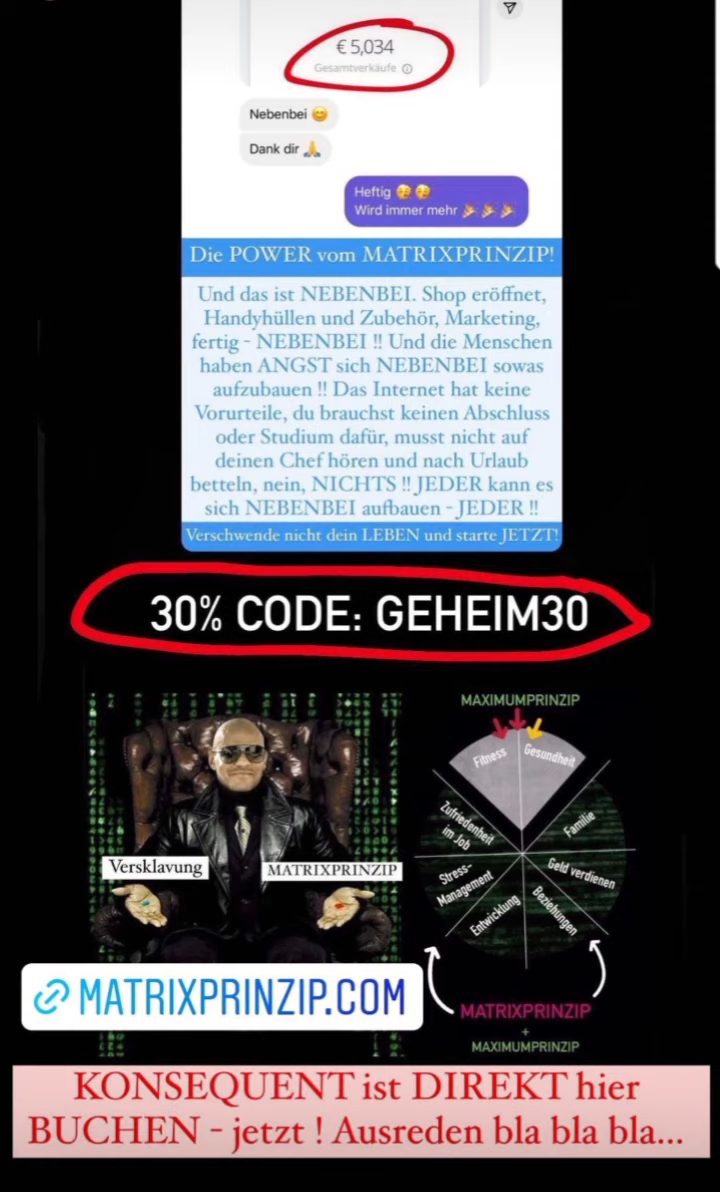 € 5,034
Gesamtverkäufe
Nebenbei 😊
Dank dir 🙏
Heftig 🥳 🥳
Wird immer mehr 🎉 🎉 🎉
Die POWER vom MATRIXPRINZIP!
Und das ist NEBENBEI. Shop eröffnet,
Handyhüllen und Zubehör, Marketing,
fertig - NEBENBEI !! Und die Menschen
haben ANGST sich NEBENBEI sowas
aufzubauen !! Das Internet hat keine
Vorurteile, du brauchst keinen Abschluss
oder Studium dafür, musst nicht auf
deinen Chef hören und nach Urlaub
betteln, nein, NICHTS !! JEDER kann es
sich NEBENBEI aufbauen - JEDER !!
Verschwende nicht dein LEBEN und starte JETZT!
30% CODE: GEHEIM30
Versklavung
MATRIXPRINZIP
MATRIXPRINZIP.COM
MAXIMUMPRINZIP
Fitness
Gesundheit
Zufriedenheit
im Job
Familie
Stress-
Management
Geld verdienen
Entwicklung
Beziehungen
MATRIXPRINZIP
+
MAXIMUMPRINZIP
KONSEQUENT ist DIREKT hier
BUCHEN - jetzt ! Ausreden bla bla bla...